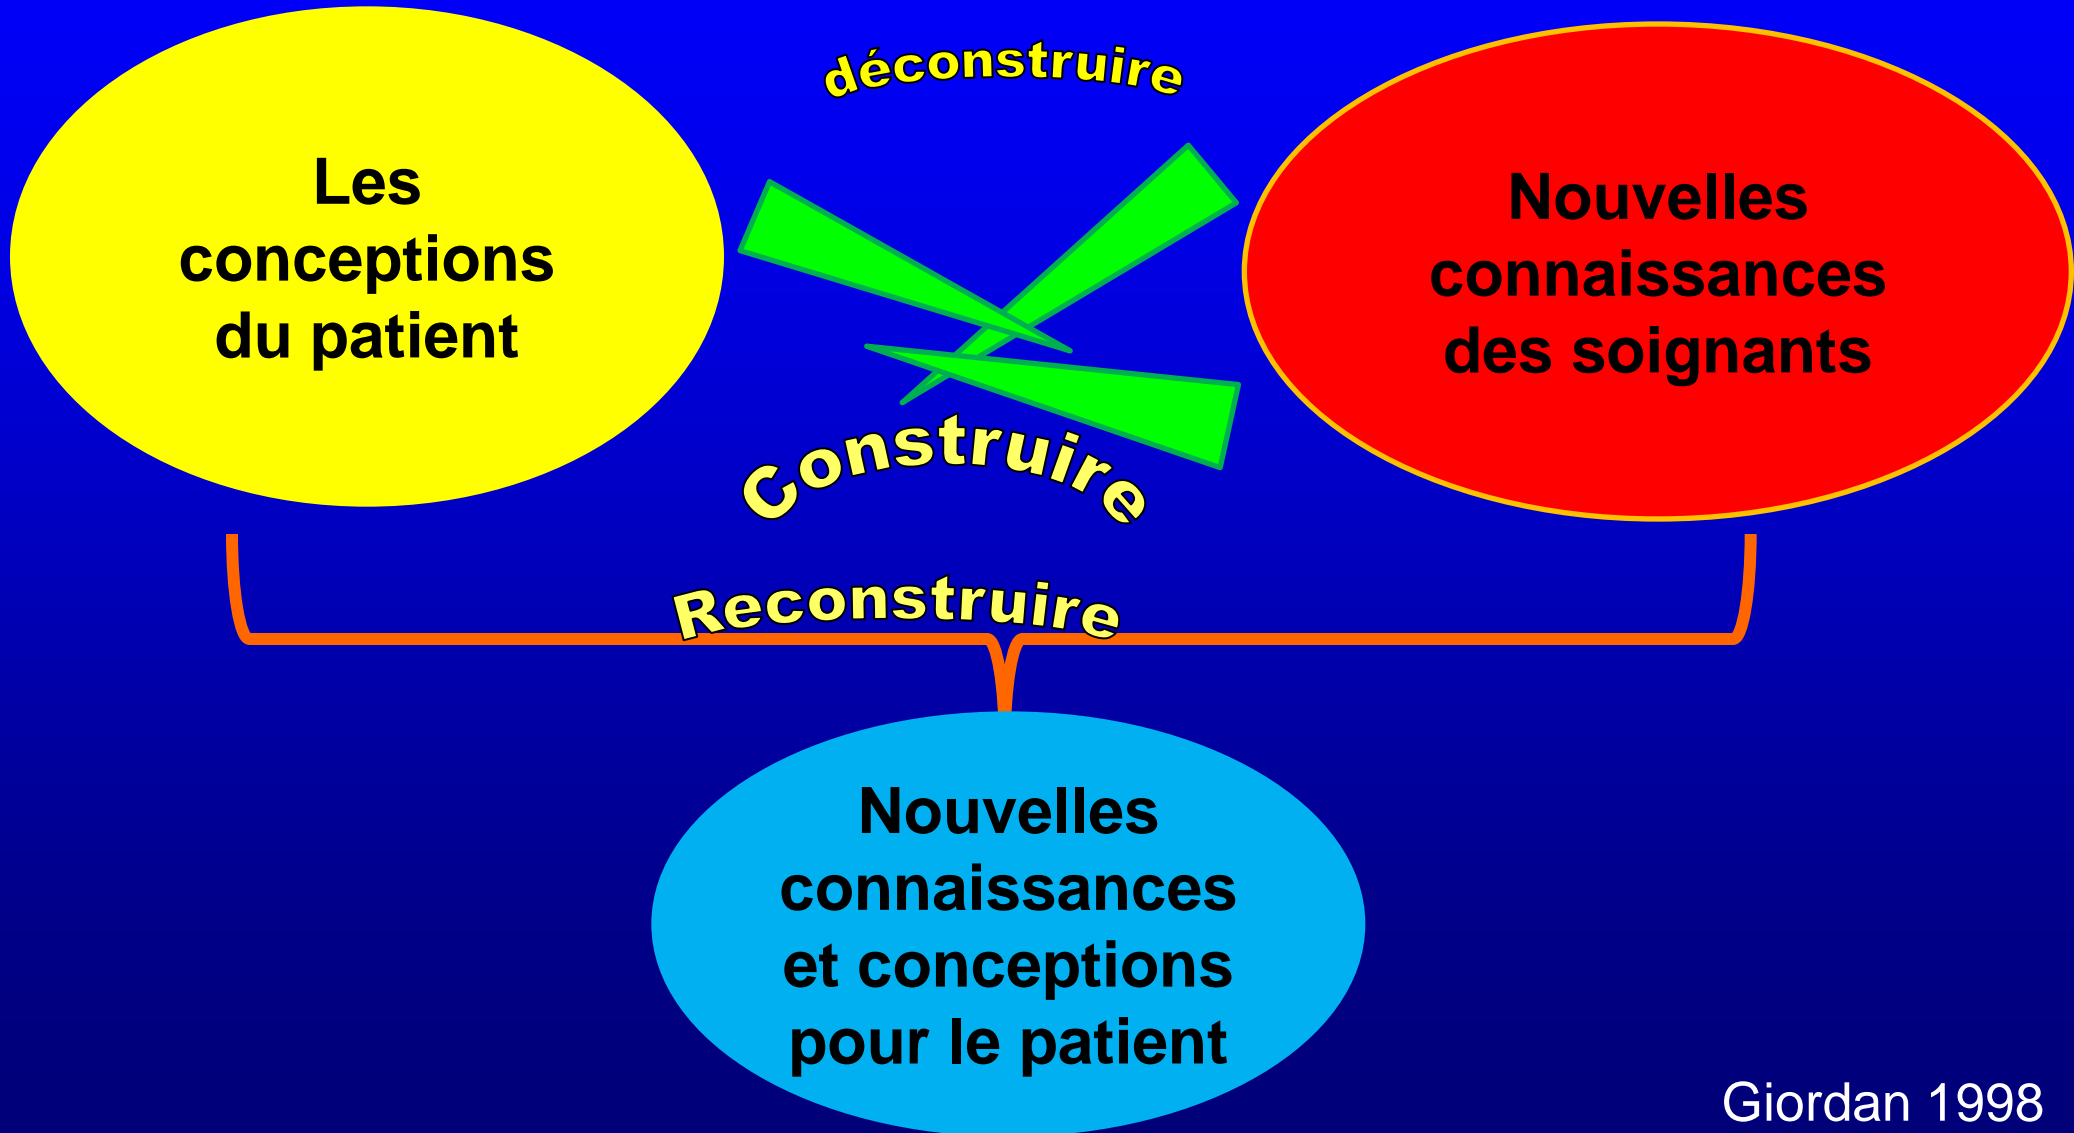 Les
conceptions
du patient
déconstruire
Nouvelles
connaissances
des soignants
Construire
Reconstruire
Nouvelles
connaissances
et conceptions
pour le patient
Giordan 1998